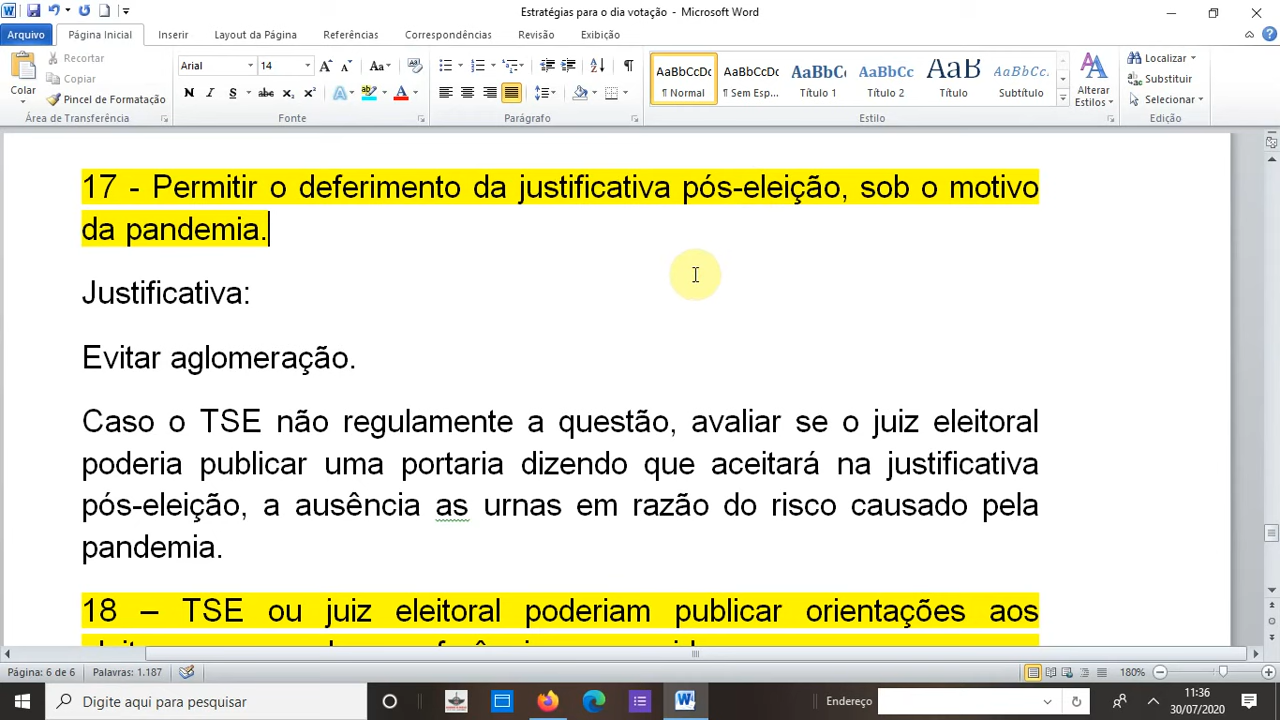 Estratégias para o dia votação - Microsoft Word
Arquivo Página Inicial Inserir Layout da Página Referências Correspondências Revisão Exibição
Colar
Recortar
Copiar
Pincel de Formatação
Área de Transferência
Arial 14
N I S abc x₂ x² A ab A
Fonte
Parágrafo
AaBbCcDc AaBbCcDc AaBbC AaBbCc AaB AaBbCc.
¶ Normal ¶ Sem Esp... Título 1 Título 2 Título Subtítulo
Alterar
Estilos
Estilo
Localizar
Substituir
Selecionar
Edição
17 - Permitir o deferimento da justificativa pós-eleição, sob o motivo
da pandemia.
Justificativa:
Evitar aglomeração.
Caso o TSE não regulamente a questão, avaliar se o juiz eleitoral
poderia publicar uma portaria dizendo que aceitará na justificativa
pós-eleição, a ausência as urnas em razão do risco causado pela
pandemia.
18 – TSE ou juiz eleitoral poderiam publicar orientações aos
Página: 6 de 6 Palavras: 1.187 180%
Digite aqui para pesquisar
Endereço
11:36
30/07/2020